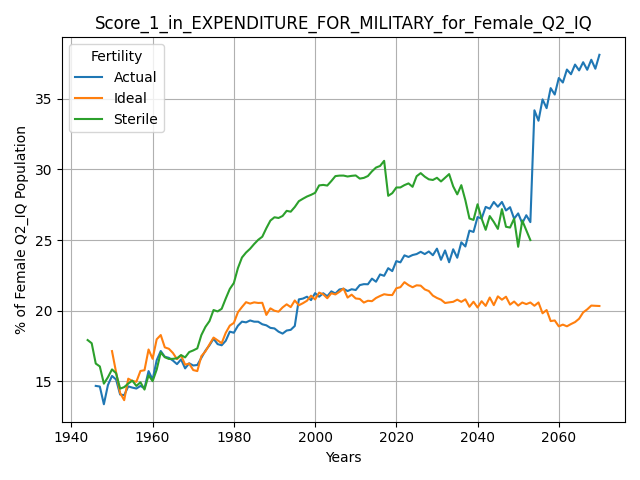 Score_1_in_EXPENDITURE_FOR_MILITARY_for_Female_Q2_IQ
Fertility
Actual
Ideal
Sterile
% of Female Q2_IQ Population
35
30
25
20
15
1940 1960 1980 2000 2020 2040 2060
Years